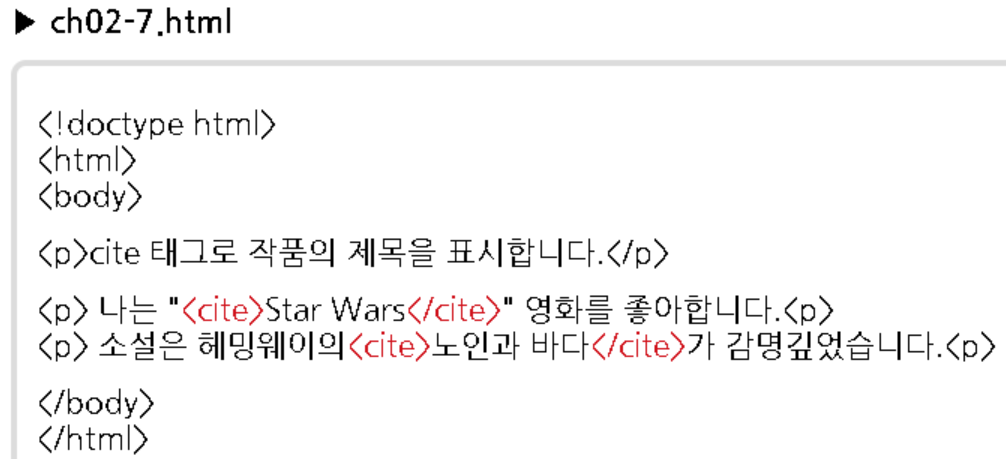 ▶ ch02-7.html
<!doctype html>
<html>
<body>
<p>cite 태그로 작품의 제목을 표시합니다.</p>
<p> 나는 "<cite>Star Wars</cite>" 영화를 좋아합니다.<p>
<p> 소설은 헤밍웨이의<cite>노인과 바다</cite>가 감명깊었습니다.<p>
</body>
</html>